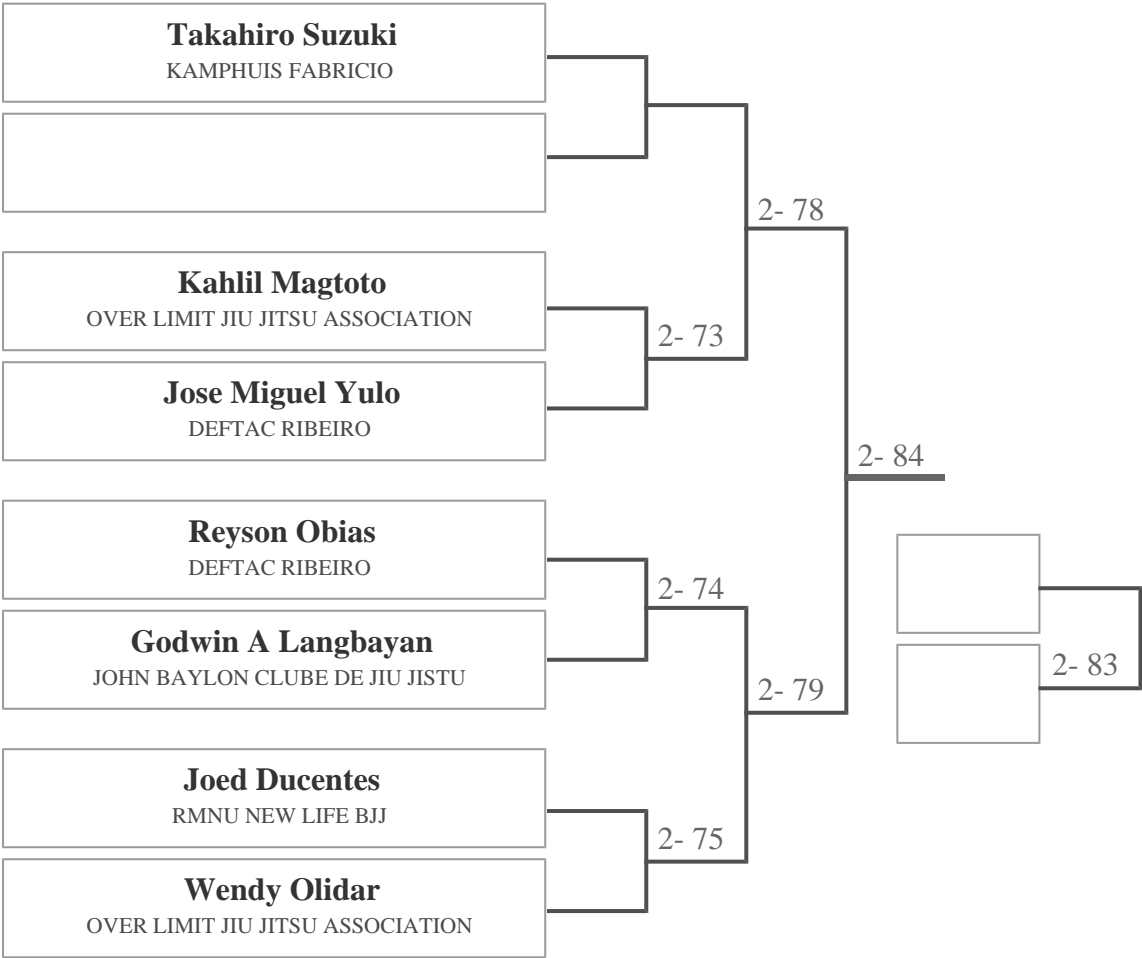 Takahiro Suzuki
KAMPHUIS FABRICIO
2- 78
Kahlil Magtoto
OVER LIMIT JIU JITSU ASSOCIATION
2- 73
Jose Miguel Yulo
DEFTAC RIBEIRO
2- 84
Reyson Obias
DEFTAC RIBEIRO
2- 74
Godwin A Langbayan
JOHN BAYLON CLUBE DE JIU JISTU
2- 79
2- 83
Joed Ducentes
RMNU NEW LIFE BJJ
2- 75
Wendy Olidar
OVER LIMIT JIU JITSU ASSOCIATION